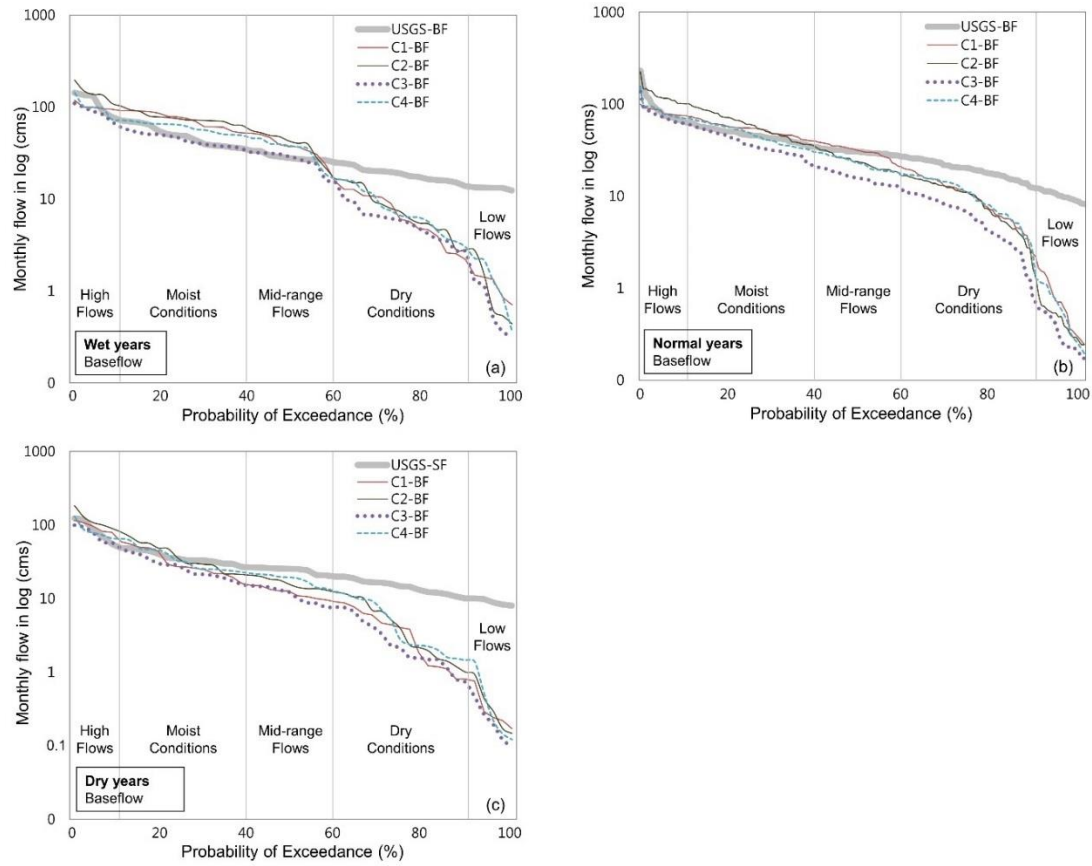 1000
100
10
1
0
Monthly flow in log (cms)
USGS-BF
C1-BF
C2-BF
C3-BF
C4-BF
High
Flows
Moist
Conditions
Mid-range
Flows
Dry
Conditions
Low
Flows
Wet years
Baseflow
(a)
0 20 40 60 80 100
Probability of Exceedance (%)
1000
100
10
1
0
Monthly flow in log (cms)
USGS-BF
C1-BF
C2-BF
C3-BF
C4-BF
High
Flows
Moist
Conditions
Mid-range
Flows
Dry
Conditions
Low
Flows
Normal years
Baseflow
(b)
0 20 40 60 80 100
Probability of Exceedance (%)
1000
100
10
1
0.1
Monthly flow in log (cms)
USGS-SF
C1-BF
C2-BF
C3-BF
C4-BF
High
Flows
Moist
Conditions
Mid-range
Flows
Dry
Conditions
Low
Flows
Dry years
Baseflow
(c)
0 20 40 60 80 100
Probability of Exceedance (%)